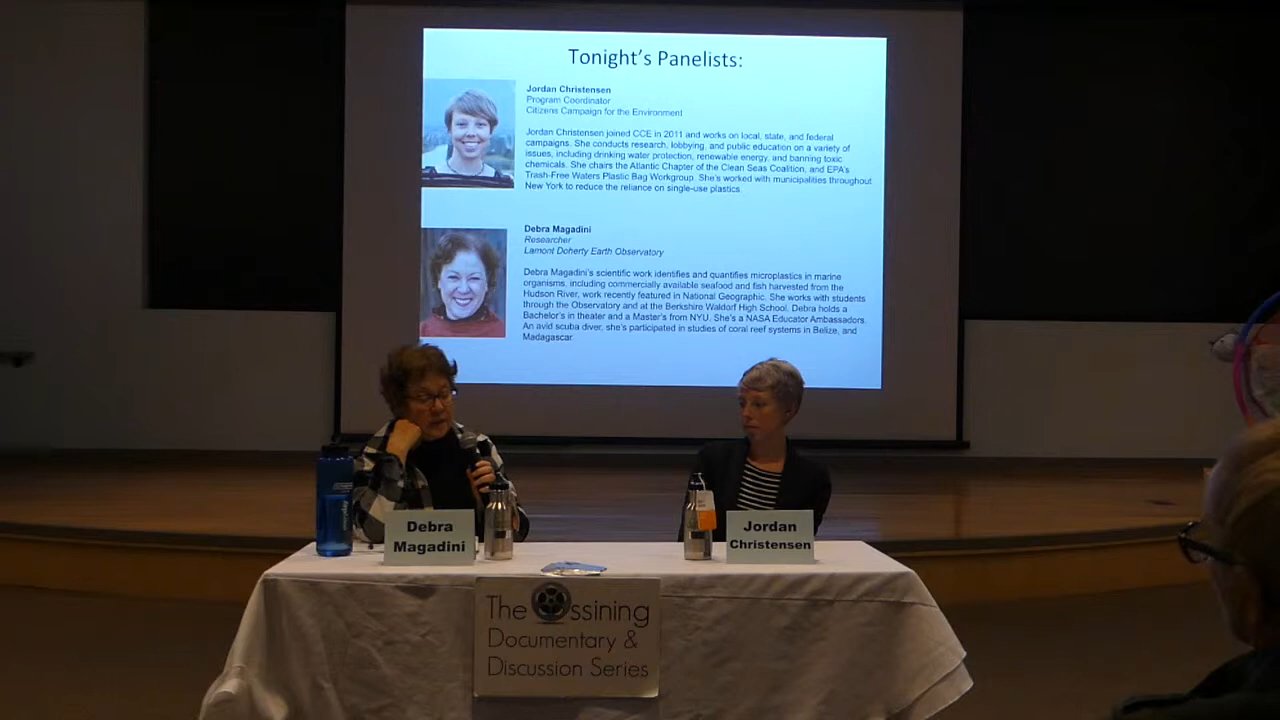 Tonight's Panelists:
Jordan Christensen
Program Coordinator
Citizens Campaign for the Environment
Jordan Christensen joined CCE in 2011 and works on local, state, and federal
campaigns. She conducts research, lobbying, and public education on a variety of
issues, including drinking water protection, renewable energy, and banning toxic
chemicals. She chairs the Atlantic Chapter of the Clean Seas Coalition, and EPA's
Trash-Free Waters Plastic Bag Workgroup. She's worked with municipalities throughout
New York to reduce the reliance on single-use plastics.
Debra Magadini
Researcher
Lamont Doherty Earth Observatory
Debra Magadini's scientific work identifies and quantifies microplastics in marine
organisms, including commercially available seafood and fish harvested from the
Hudson River, work recently featured in National Geographic. She works with students
through the Observatory and at the Berkshire Waldorf High School. Debra holds a
Bachelor's in theater and a Master's from NYU. She's a NASA Educator Ambassadors.
An avid scuba diver, she's participated in studies of coral reef systems in Belize, and
Madagascar
Debra
Magadini
Jordan
Christensen
The Ossining
Documentary &
Discussion Series